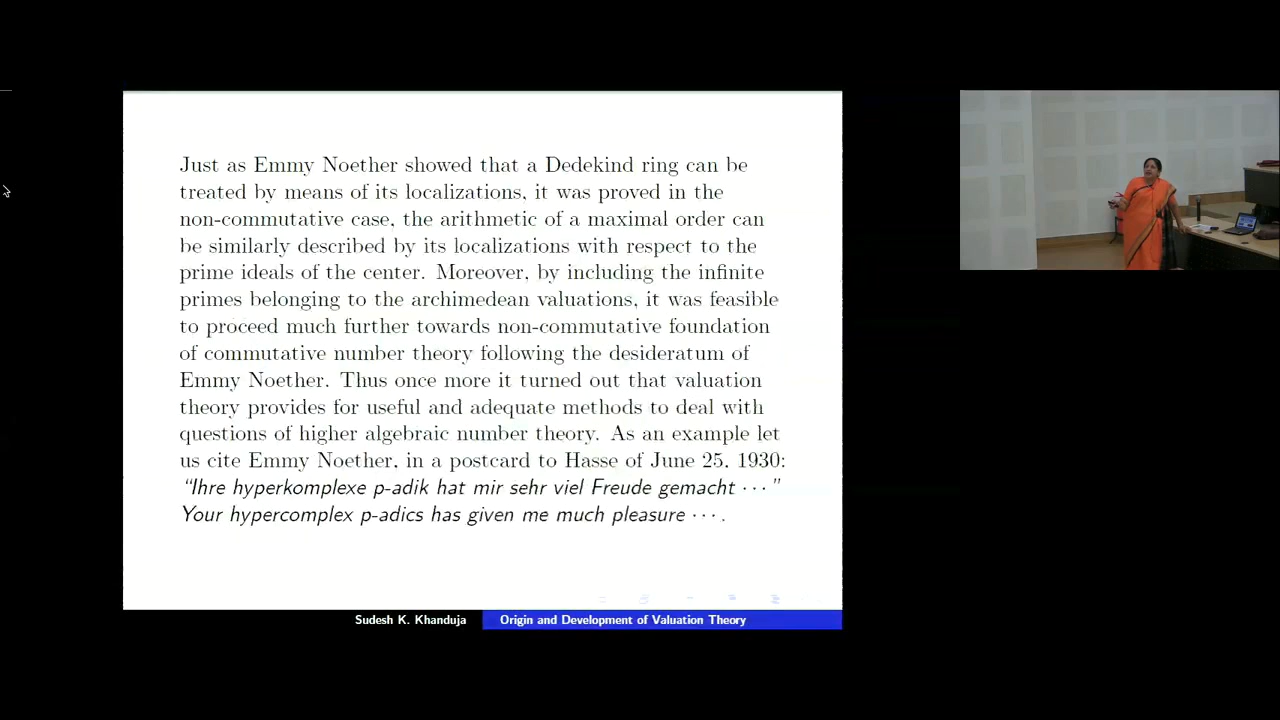 Just as Emmy Noether showed that a Dedekind ring can be
treated by means of its localizations, it was proved in the
non-commutative case, the arithmetic of a maximal order can
be similarly described by its localizations with respect to the
prime ideals of the center. Moreover, by including the infinite
primes belonging to the archimedean valuations, it was feasible
to proceed much further towards non-commutative foundation
of commutative number theory following the desideratum of
Emmy Noether. Thus once more it turned out that valuation
theory provides for useful and adequate methods to deal with
questions of higher algebraic number theory. As an example let
us cite Emmy Noether, in a postcard to Hasse of June 25, 1930:
“Ihre hyperkomplexe p-adik hat mir sehr viel Freude gemacht ··· ”
Your hypercomplex p-adics has given me much pleasure ··· .
Sudesh K. Khanduja
Origin and Development of Valuation Theory